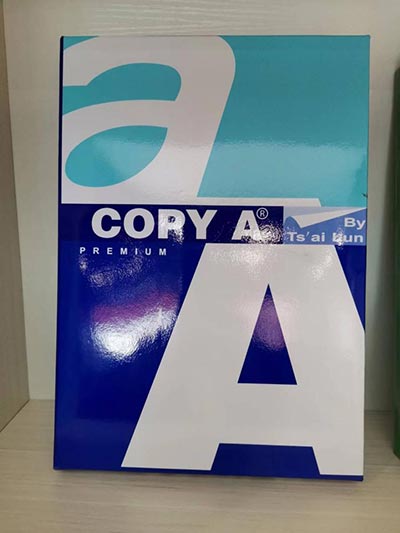 a
COPY A®
By
Ts'ai Lun
PREMIUM
A